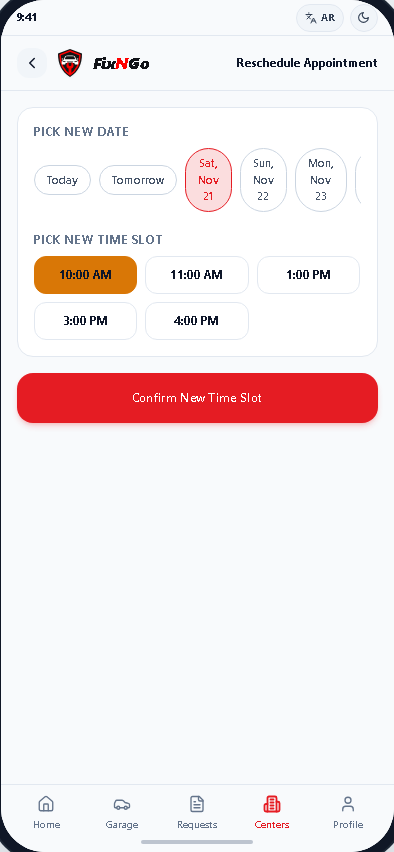 9:41
AR
FixNGo
Reschedule Appointment
PICK NEW DATE
Today
Tomorrow
Sat,
Nov
21
Sun,
Nov
22
Mon,
Nov
23
PICK NEW TIME SLOT
10:00 AM
11:00 AM
1:00 PM
3:00 PM
4:00 PM
Confirm New Time Slot
Home
Garage
Requests
Centers
Profile